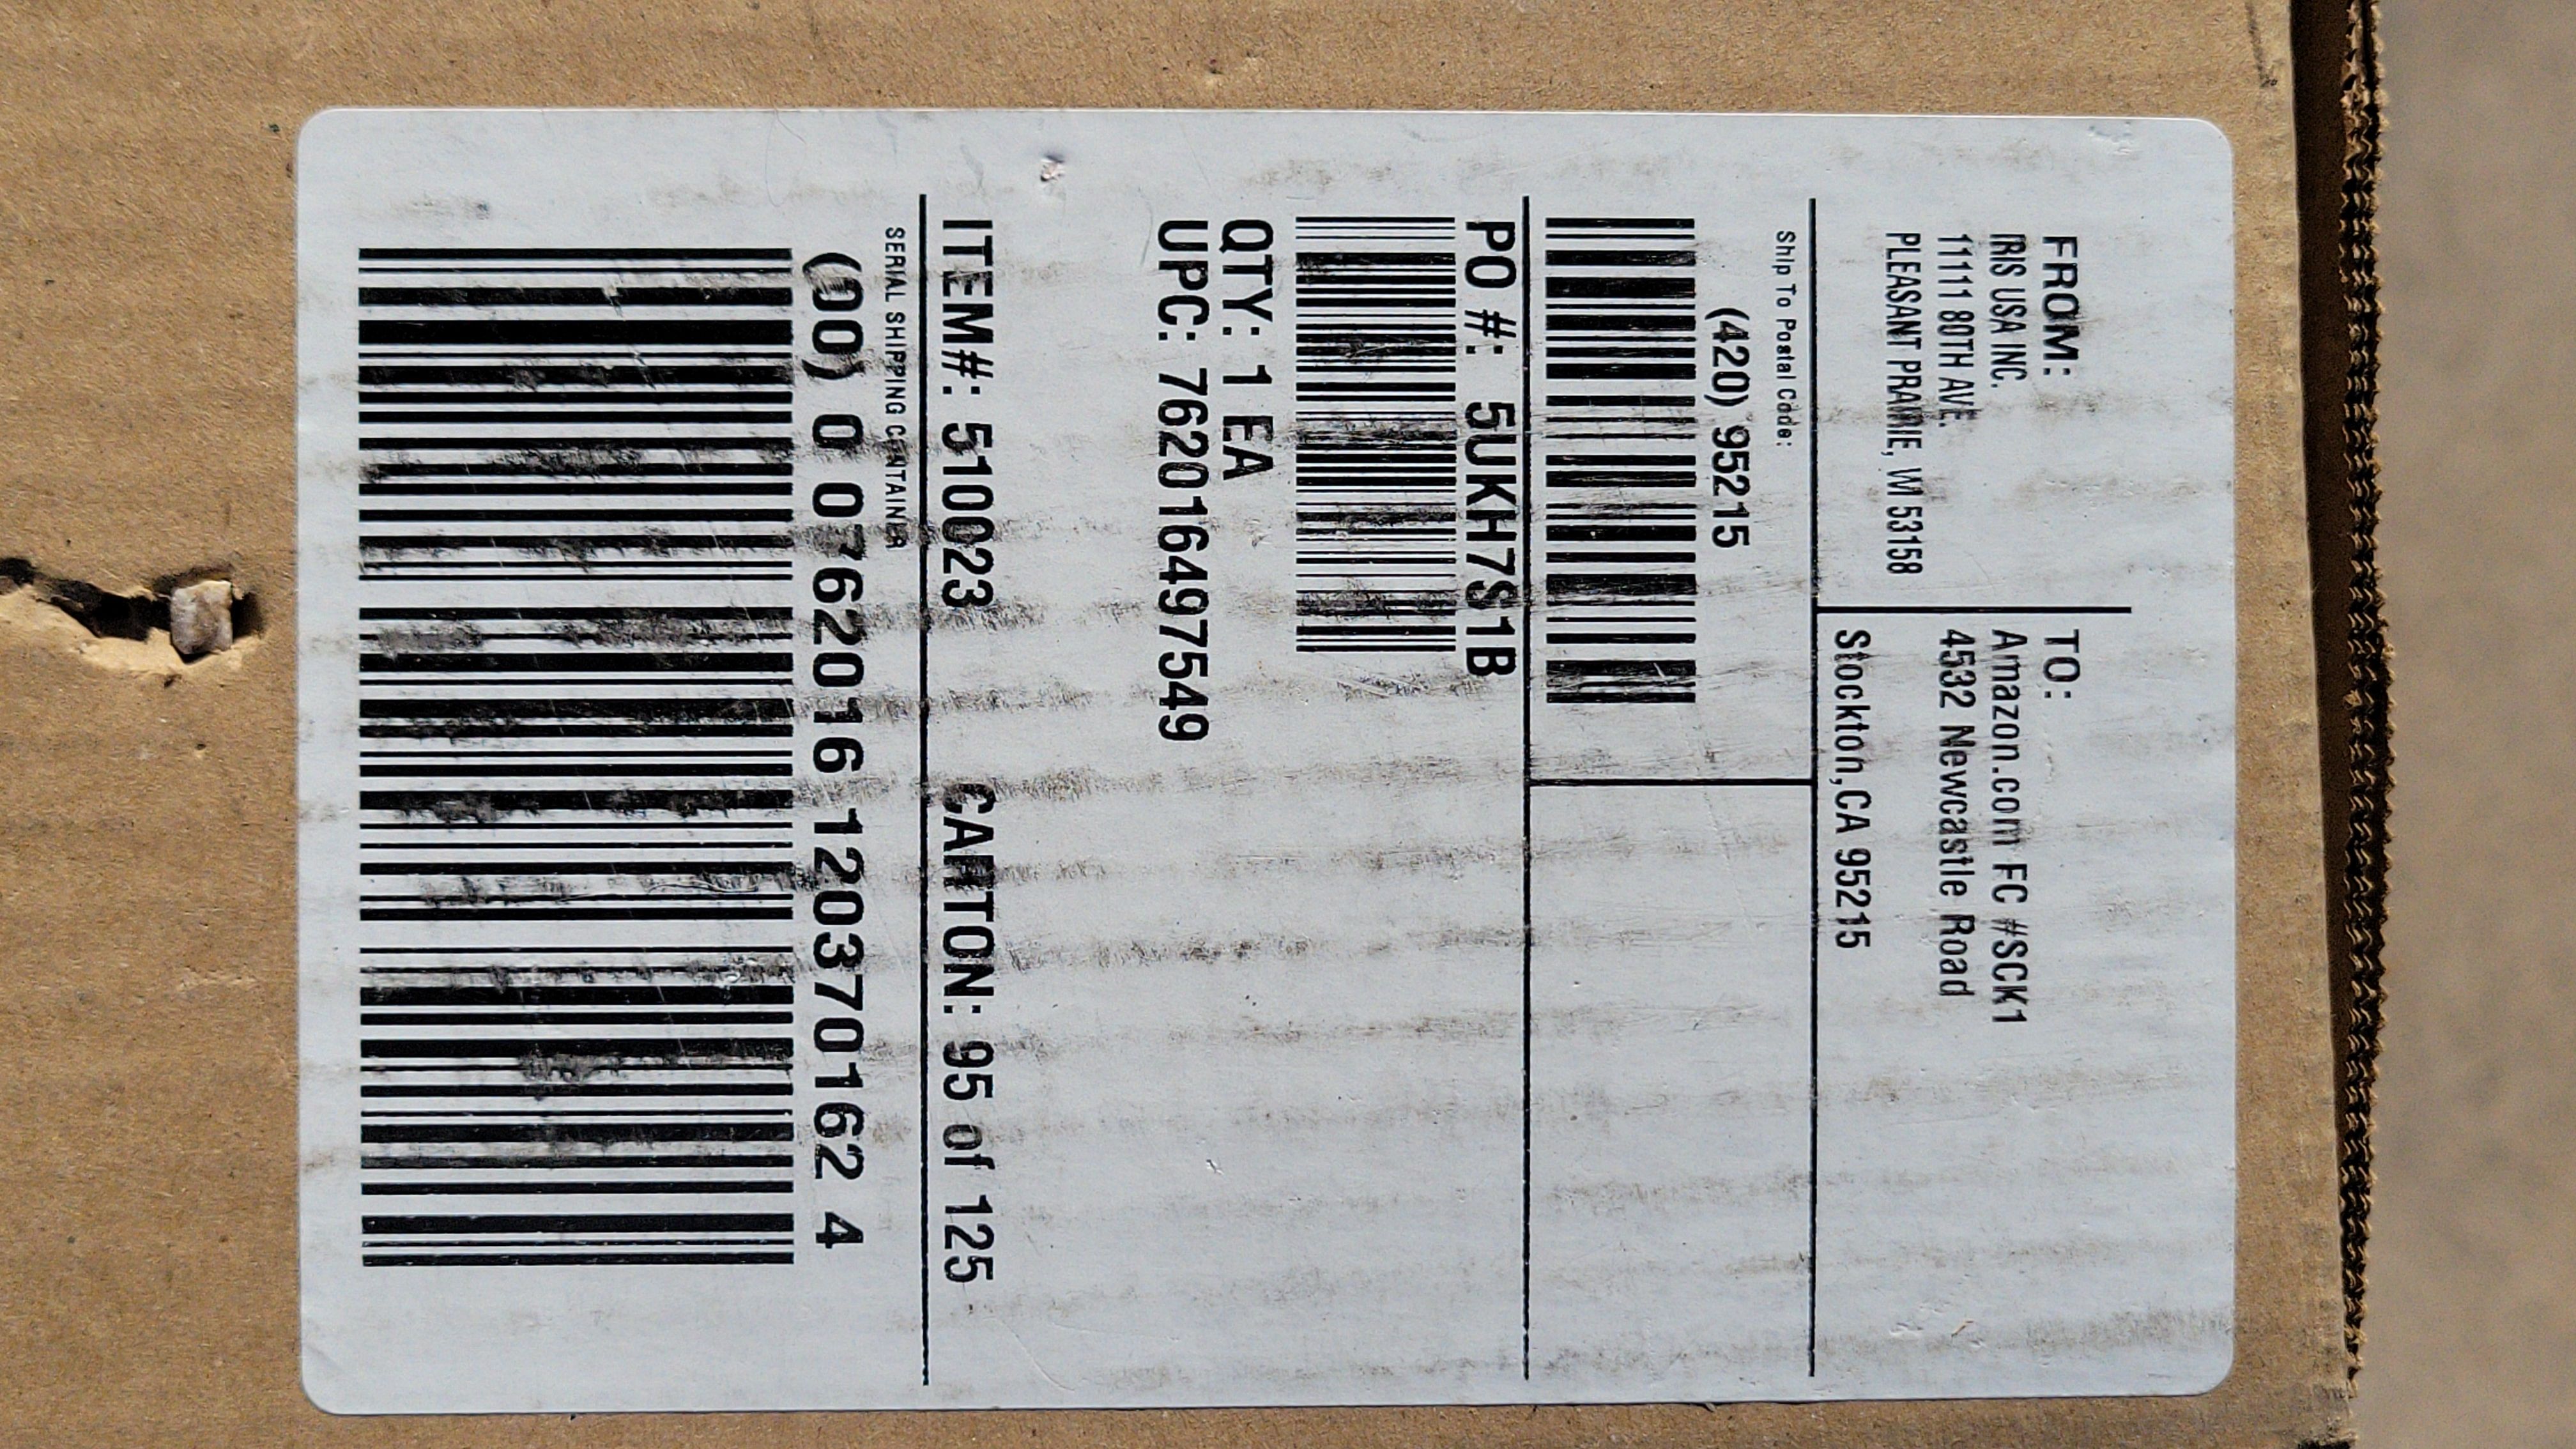 FROM:
IRIS USA INC.
11111 80TH AVE.
PLEASANT PRAIRIE, WI 53158
TO:
Amazon.com FC #SCK1
4532 Newcastle Road
Stockton,CA 95215
Ship To Postal Code:
(420) 95215
PO #: 5UKH7S1B
QTY: 1 EA
UPC: 762016497549
ITEM#: 510023 CARTON: 95 of 125
SERIAL SHIPPING CONTAINER
(00) 0 0762016 120370162 4